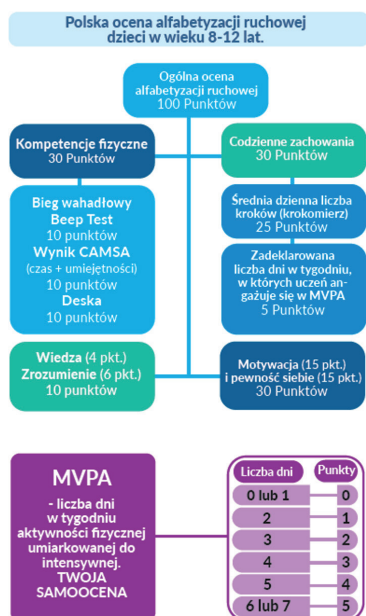 Polska ocena alfabetyzacji ruchowej
dzieci w wieku 8-12 lat.
Ogólna ocena
alfabetyzacji ruchowej
100 Punktów
Kompetencje fizyczne
30 Punktów
Codzienne zachowania
30 Punktów
Bieg wahadłowy
Beep Test
10 punktów
Wynik CAMSA
(czas + umiejętności)
10 punktów
Deska
10 punktów
Średnia dzienna liczba
kroków (krokomierz)
25 Punktów
Zadeklarowana
liczba dni w tygodniu,
w których uczeń an-
gażuje się w MVPA
5 Punktów
Wiedza (4 pkt.)
Zrozumienie (6 pkt.)
10 punktów
Motywacja (15 pkt.)
i pewność siebie (15 pkt.)
30 Punktów
MVPA
- liczba dni
w tygodniu
aktywności fizycznej
umiarkowanej do
intensywnej.
TWOJA
SAMOOCENA
Liczba dni Punkty
0 lub 1 0
2 1
3 2
4 3
5 4
6 lub 7 5